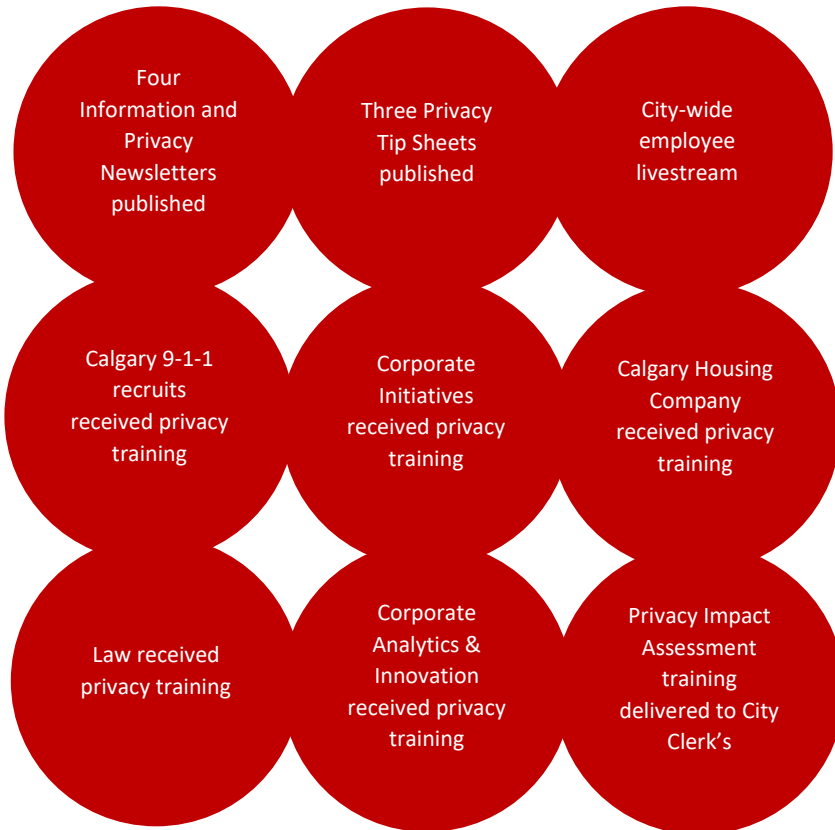 Four
Information and
Privacy
Newsletters
published
Three Privacy
Tip Sheets
published
City-wide
employee
livestream
Calgary 9-1-1
recruits
received privacy
training
Corporate
Initiatives
received privacy
training
Calgary Housing
Company
received privacy
training
Law received
privacy training
Corporate
Analytics &
Innovation
received privacy
training
Privacy Impact
Assessment
training
delivered to City
Clerk’s